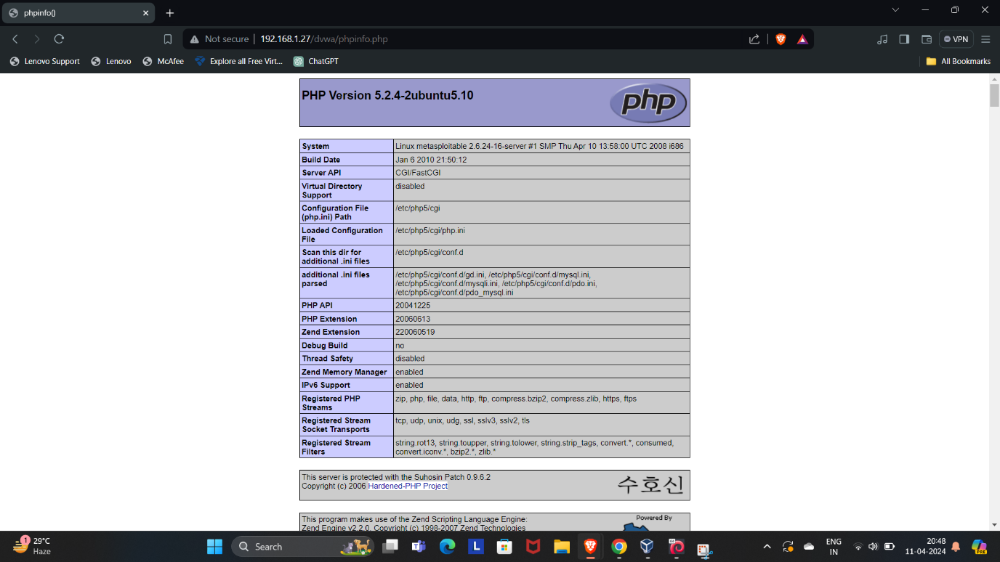 phpinfo()
Not secure
192.168.1.27/dvwa/phpinfo.php
VPN
Lenovo Support
Lenovo
McAfee
Explore all Free Virt...
ChatGPT
All Bookmarks
PHP Version 5.2.4-2ubuntu5.10
php
System
Linux metasploitable 2.6.24-16-server #1 SMP Thu Apr 10 13:58:00 UTC 2008 i686
Build Date
Jan 6 2010 21:50:12
Server API
CGI/FastCGI
Virtual Directory
Support
disabled
Configuration File
(php.ini) Path
/etc/php5/cgi
Loaded Configuration
File
/etc/php5/cgi/php.ini
Scan this dir for
additional .ini files
/etc/php5/cgi/conf.d
additional .ini files
parsed
/etc/php5/cgi/conf.d/gd.ini, /etc/php5/cgi/conf.d/mysql.ini,
/etc/php5/cgi/conf.d/mysqli.ini, /etc/php5/cgi/conf.d/pdo.ini,
/etc/php5/cgi/conf.d/pdo_mysql.ini
PHP API
20041225
PHP Extension
20060613
Zend Extension
220060519
Debug Build
no
Thread Safety
disabled
Zend Memory Manager
enabled
IPv6 Support
enabled
Registered PHP
Streams
zip, php, file, data, http, ftp, compress.bzip2, compress.zlib, https, ftps
Registered Stream
Socket Transports
tcp, udp, unix, udg, ssl, sslv3, sslv2, tls
Registered Stream
Filters
string.rot13, string.toupper, string.tolower, string.strip_tags, convert.*, consumed,
convert.iconv.*, bzip2.*, zlib.*
This server is protected with the Suhosin Patch 0.9.6.2
Copyright (c) 2006 Hardened-PHP Project
수호신
This program makes use of the Zend Scripting Language Engine:
Zend Engine v2.2.0, Copyright (c) 1998-2007 Zend Technologies
Powered By
1
29°C
Haze
Search
L
ENG
IN
20:48
11-04-2024
PRE